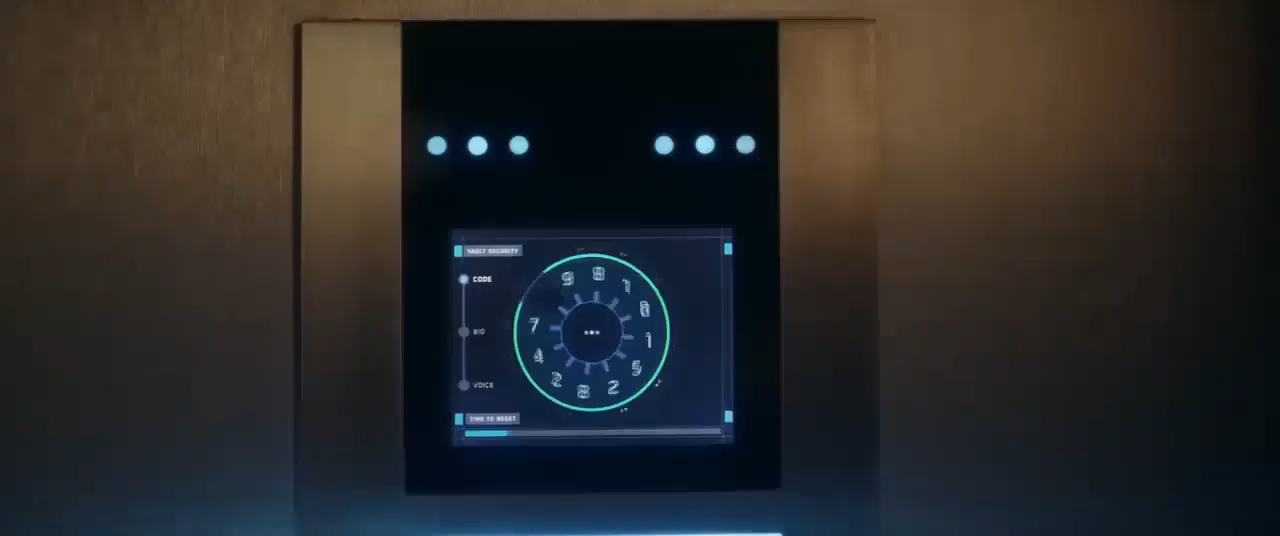 VAULT SECURITY
CODE
BIO
VOICE
9 8 1 0 1 5 2 8 2 4 7
TIME TO RESET